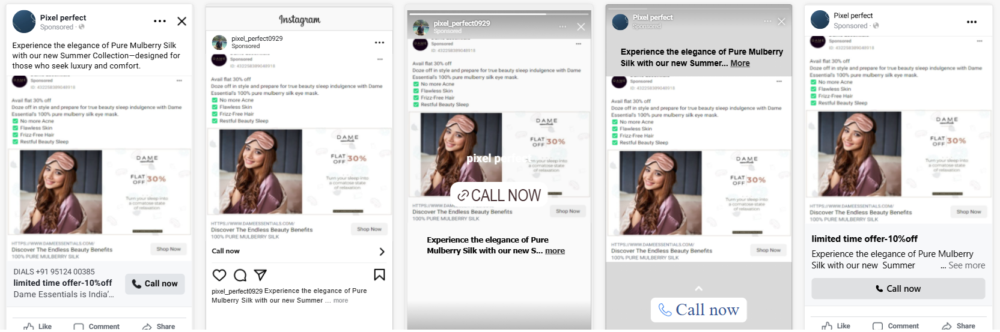 Pixel perfect
Sponsored ·
Experience the elegance of Pure Mulberry Silk
with our new Summer Collection—designed for
those who seek luxury and comfort.
Sponsored
ID: 432258389048918
Avail flat 30% off
Doze off in style and prepare for true beauty sleep indulgence with Dame
Essential's 100% pure mulberry silk eye mask.
No more Acne
Flawless Skin
Frizz-Free Hair
Restful Beauty Sleep
DAME
FLAT
OFF 30%
Turn your sleep into
a comatose state
of relaxation
HTTPS://WWW.DAMEESSENTIALS.COM/
Discover The Endless Beauty Benefits
100% PURE MULBERRY SILK
Shop Now
DIALS +91 95124 00385
limited time offer-10%off
Dame Essentials is India'...
Call now
Like Comment Share
Instagram
pixel_perfect0929
Sponsored
Sponsored
ID: 432258389048918
Avail flat 30% off
Doze off in style and prepare for true beauty sleep indulgence with Dame
Essential's 100% pure mulberry silk eye mask.
No more Acne
Flawless Skin
Frizz-Free Hair
Restful Beauty Sleep
DAME
FLAT
OFF 30%
Turn your sleep into
a comatose state
of relaxation
HTTPS://WWW.DAMEESSENTIALS.COM/
Discover The Endless Beauty Benefits
100% PURE MULBERRY SILK
Shop Now
Call now
pixel_perfect0929 Experience the elegance of Pure
Mulberry Silk with our new Summer ... more
pixel_perfect0929
Sponsored
Sponsored
ID: 432258389048918
Avail flat 30% off
Doze off in style and prepare for true beauty sleep indulgence with Dame
Essential's 100% pure mulberry silk eye mask.
No more Acne
Flawless Skin
Frizz-Free Hair
Restful Beauty Sleep
DAME
FLAT
OFF 30%
pixel perfect
your sleep into
a comatose state
of relaxation
CALL NOW
Discover The Endless Beauty Benefits
100% PURE MULBERRY SILK
Shop Now
Experience the elegance of Pure
Mulberry Silk with our new S... more
Pixel perfect
Sponsored
Experience the elegance of Pure Mulberry
Silk with our new Summer... More
Sponsored
ID: 432258389048918
Avail flat 30% off
Doze off in style and prepare for true beauty sleep indulgence with Dame
Essential's 100% pure mulberry silk eye mask.
No more Acne
Flawless Skin
Frizz-Free Hair
Restful Beauty Sleep
DAME
FLAT
OFF 30%
Turn your sleep into
a comatose state
of relaxation
HTTPS://WWW.DAMEESSENTIALS.COM/
Discover The Endless Beauty Benefits
100% PURE MULBERRY SILK
Shop Now
Call now
Pixel perfect
Sponsored ·
Sponsored
ID: 432258389048918
Avail flat 30% off
Doze off in style and prepare for true beauty sleep indulgence with Dame
Essential's 100% pure mulberry silk eye mask.
No more Acne
Flawless Skin
Frizz-Free Hair
Restful Beauty Sleep
DAME
FLAT
OFF 30%
Turn your sleep into
a comatose state
of relaxation
HTTPS://WWW.DAMEESSENTIALS.COM/
Discover The Endless Beauty Benefits
100% PURE MULBERRY SILK
Shop Now
limited time offer-10%off
Experience the elegance of Pure Mulberry
Silk with our new Summer ... See more
Call now
Like Comment Share